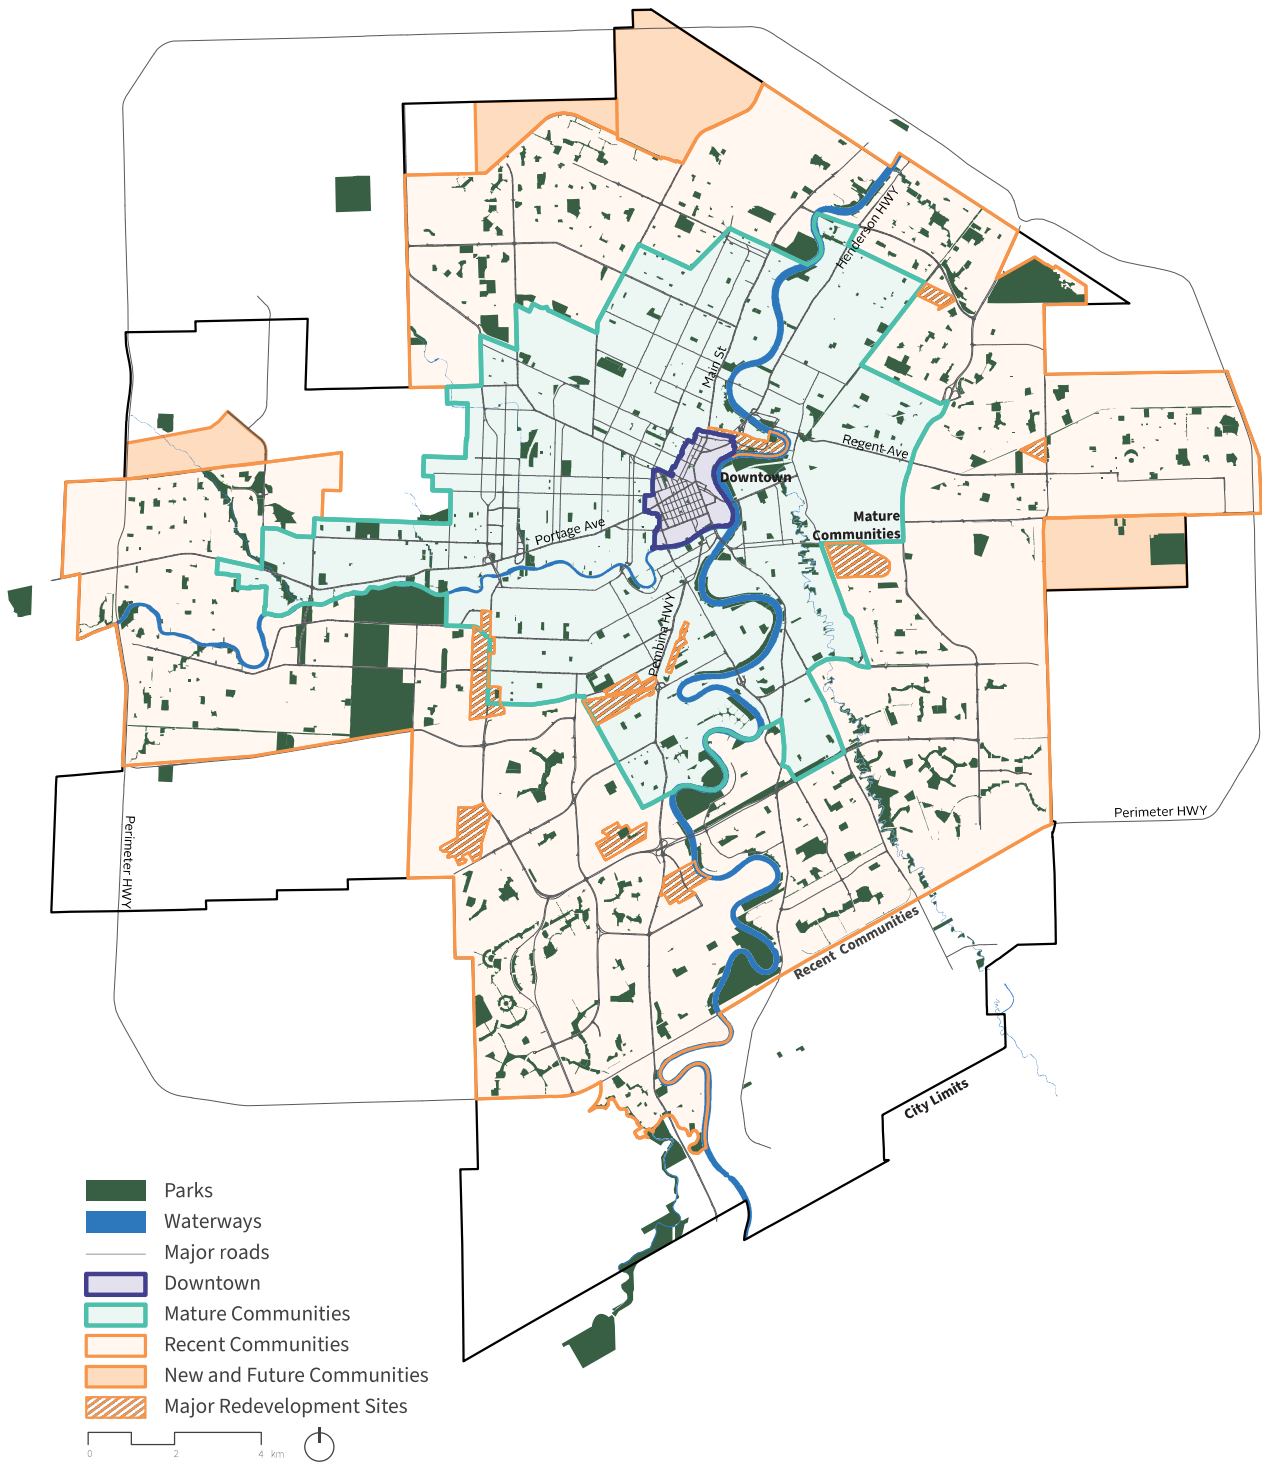 Henderson HWY
Main St
Regent Ave
Downtown
Mature
Communities
Portage Ave
Pembina HWY
Perimeter HWY
Perimeter HWY
Recent Communities
City Limits
Parks
Waterways
Major roads
Downtown
Mature Communities
Recent Communities
New and Future Communities
Major Redevelopment Sites
0 2 4 km